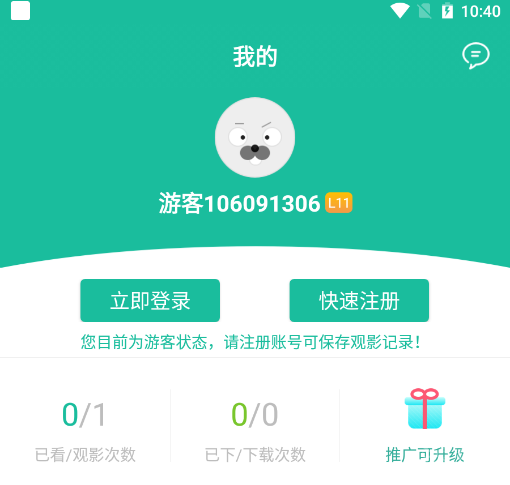 10:40
我的
游客106091306 L11
立即登录 快速注册
您目前为游客状态，请注册账号可保存观影记录！
0/1 0/0
已看/观影次数 已下/下载次数 推广可升级